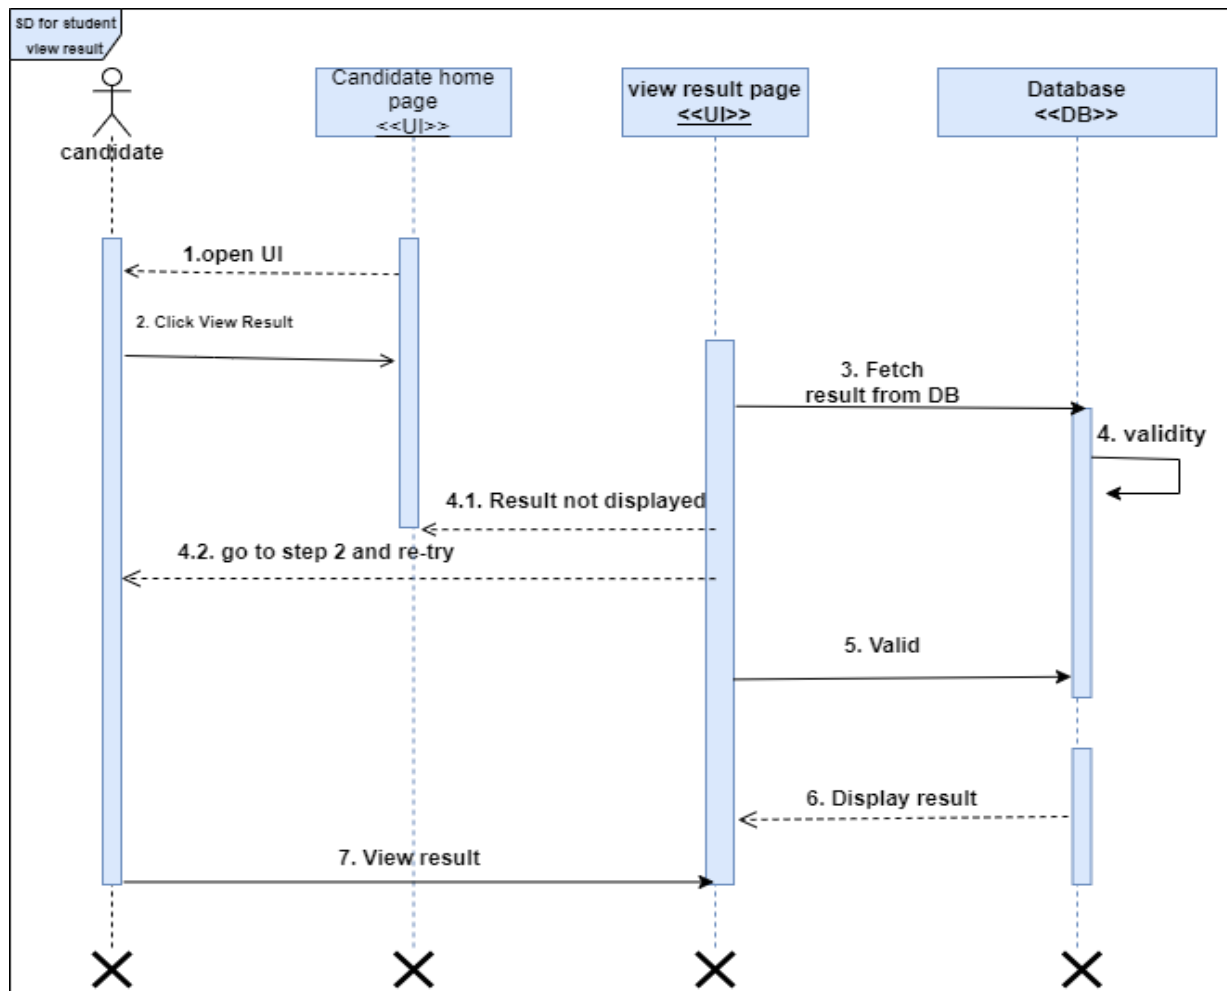 SD for student
view result
candidate
Candidate home
page
<<UI>>
view result page
<<UI>>
Database
<<DB>>
1.open UI
2. Click View Result
3. Fetch
result from DB
4. validity
4.1. Result not displayed
4.2. go to step 2 and re-try
5. Valid
6. Display result
7. View result